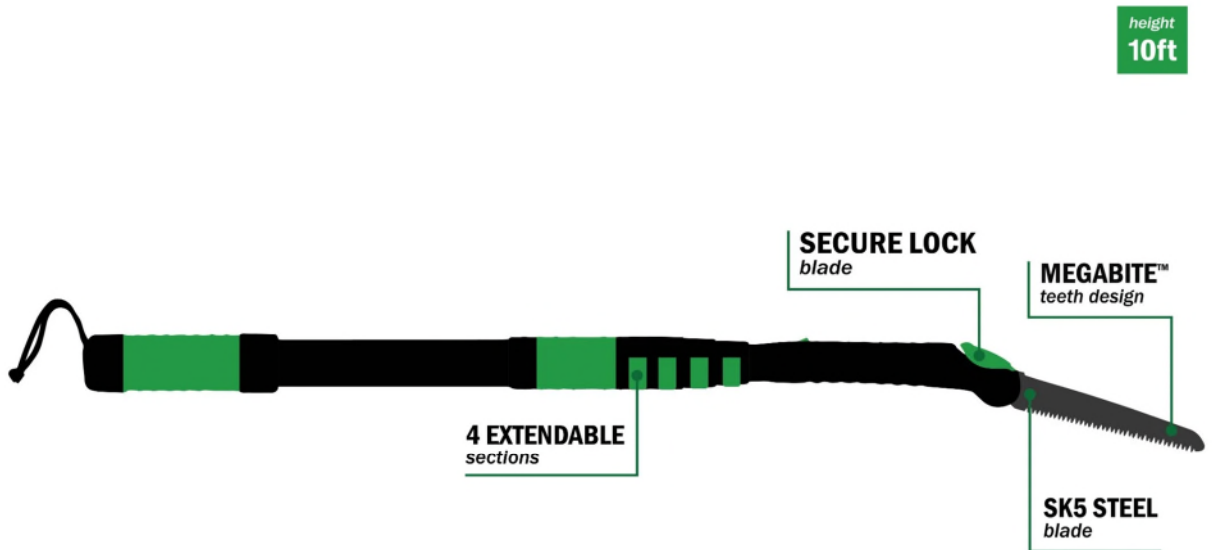 height
10ft
SECURE LOCK
blade
MEGABITE™
teeth design
4 EXTENDABLE
sections
SK5 STEEL
blade